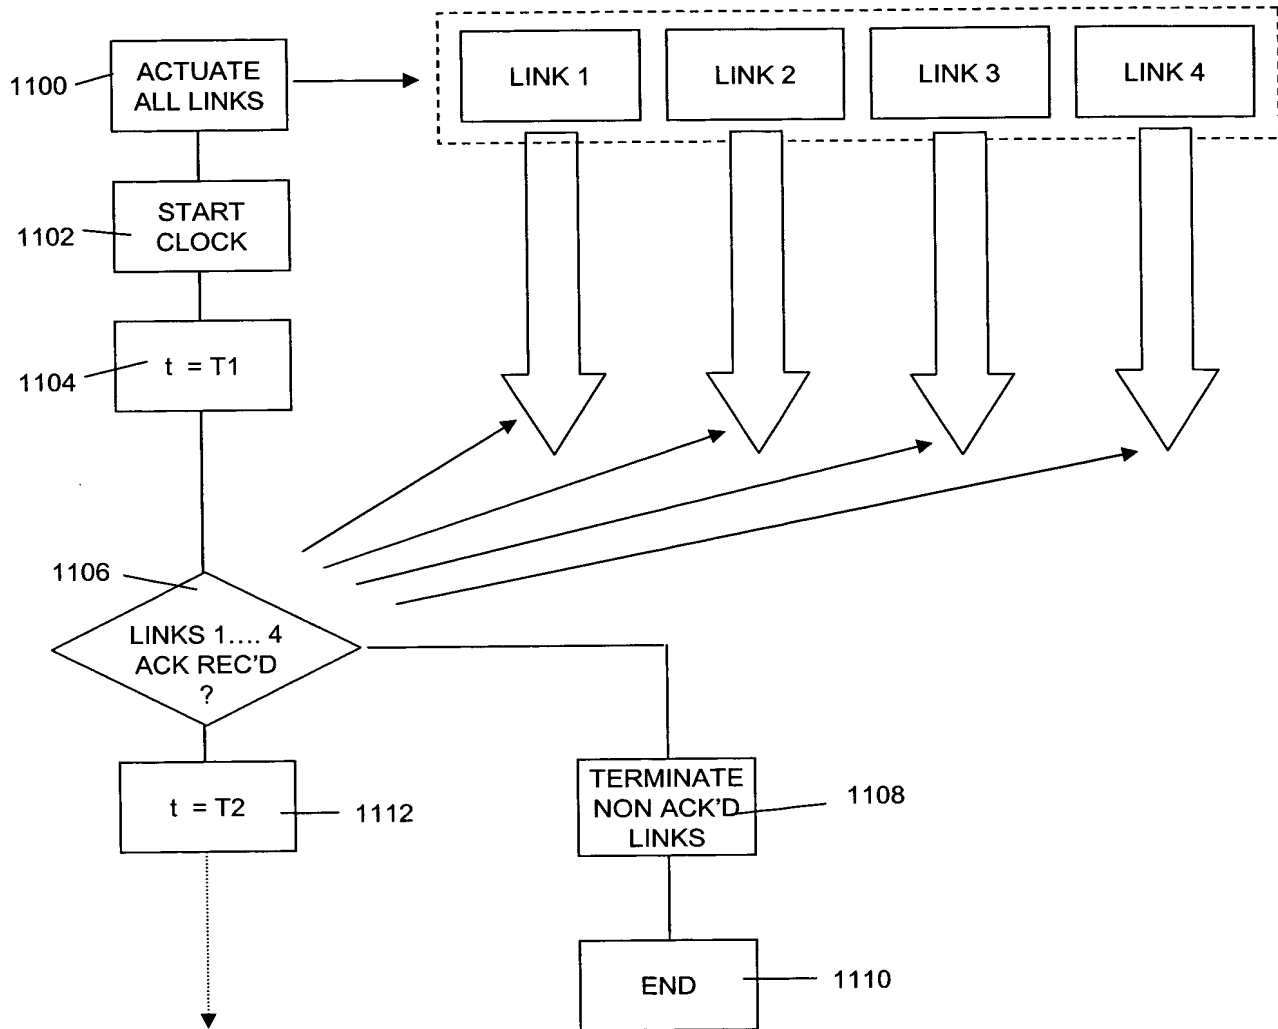 1100
ACTUATE
ALL LINKS
LINK 1
LINK 2
LINK 3
LINK 4
1102
START
CLOCK
1104
t = T1
1106
LINKS 1.... 4
ACK REC'D
?
t = T2
1112
TERMINATE
NON ACK'D
LINKS
1108
END
1110